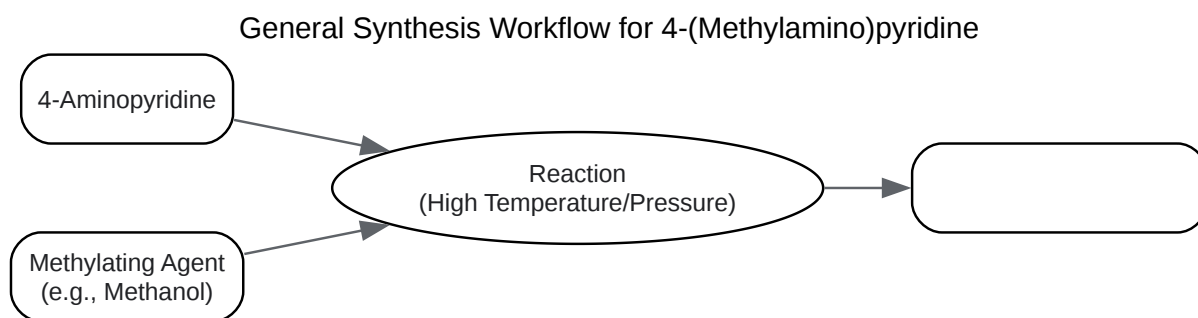 General Synthesis Workflow for 4-(Methylamino)pyridine
4-Aminopyridine
Reaction
(High Temperature/Pressure)
Methylating Agent
(e.g., Methanol)